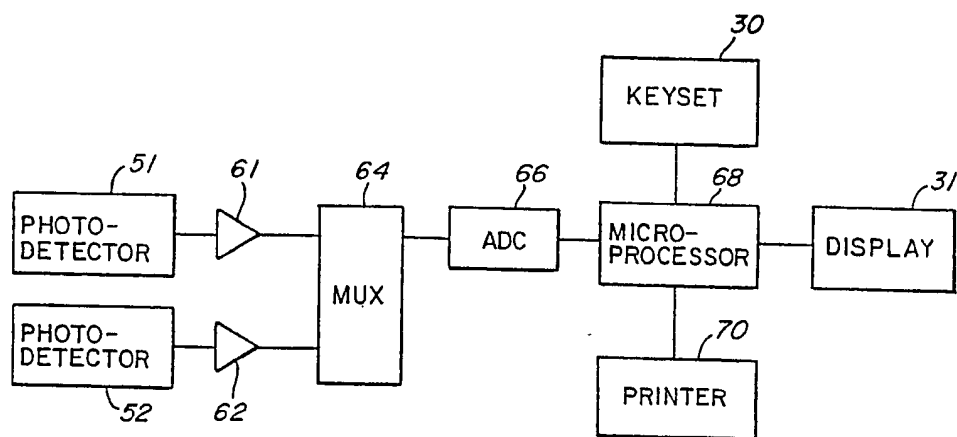 30
KEYSET
51
61
64
66
68
31
PHOTO-
DETECTOR
MUX
ADC
MICRO-
PROCESSOR
DISPLAY
PHOTO-
DETECTOR
52
62
70
PRINTER